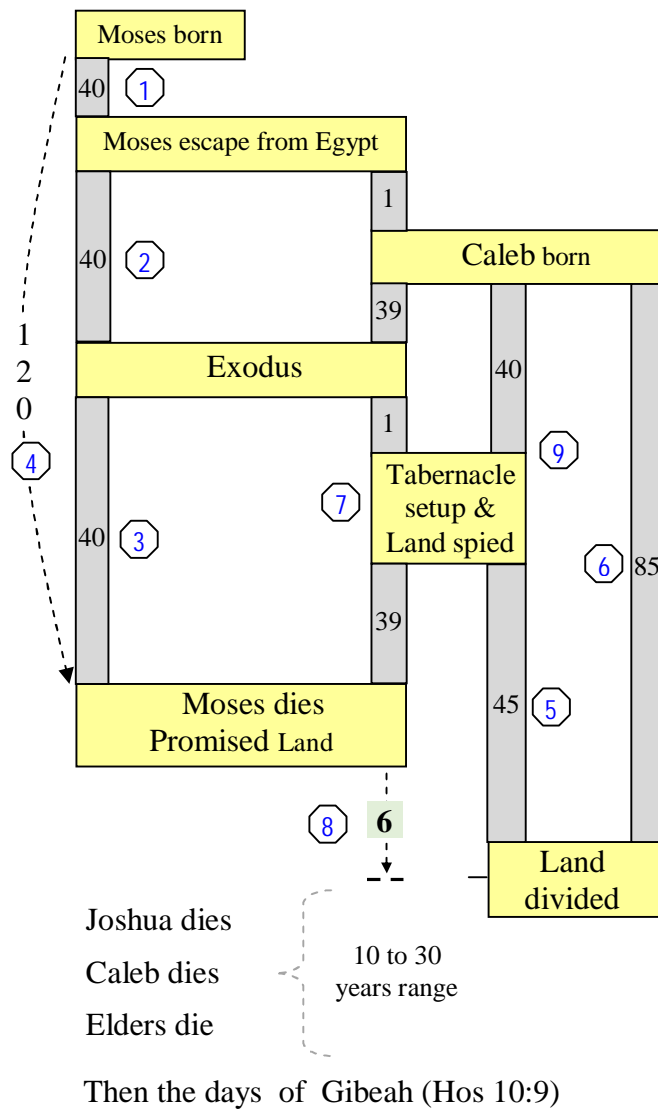 Moses born
40 1
Moses escape from Egypt
1
Caleb born
40 2
39
1
2
0
Exodus
40
1
9
4
7
Tabernacle
setup &
Land spied
40 3
6 85
39
Moses dies
Promised Land
45 5
8 6
Land
divided
Joshua dies
Caleb dies
Elders die
10 to 30
years range
Then the days of Gibeah (Hos 10:9)